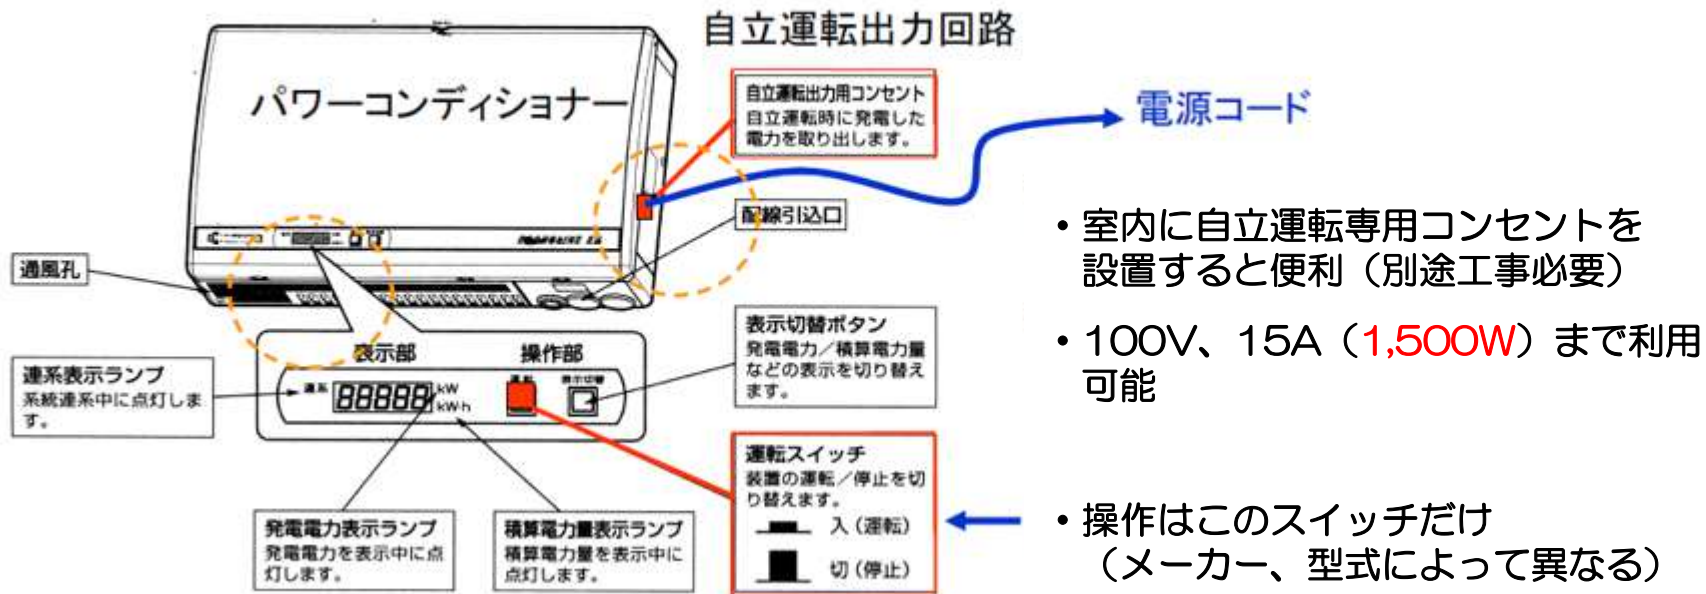 自立運転出力回路
パワーコンディショナー
自立運転出力用コンセント
自立運転時に発電した
電力を取り出します。
電源コード
配線引込口
・室内に自立運転専用コンセントを
設置すると便利（別途工事必要）
通風孔
表示切替ボタン
発電電力／積算電力量
などの表示を切り替え
ます。
・100V、15A（1,500W）まで利用
可能
表示部
操作部
連系表示ランプ
系統連系中に点灯しま
す。
連系
88888
kW
kW·h
運転
表示切替
運転スイッチ
装置の運転／停止を切
り替えます。
入（運転）
切（停止）
発電電力表示ランプ
発電電力を表示中に点
灯します。
積算電力量表示ランプ
積算電力量を表示中に
点灯します。
・操作はこのスイッチだけ
（メーカー、型式によって異なる）